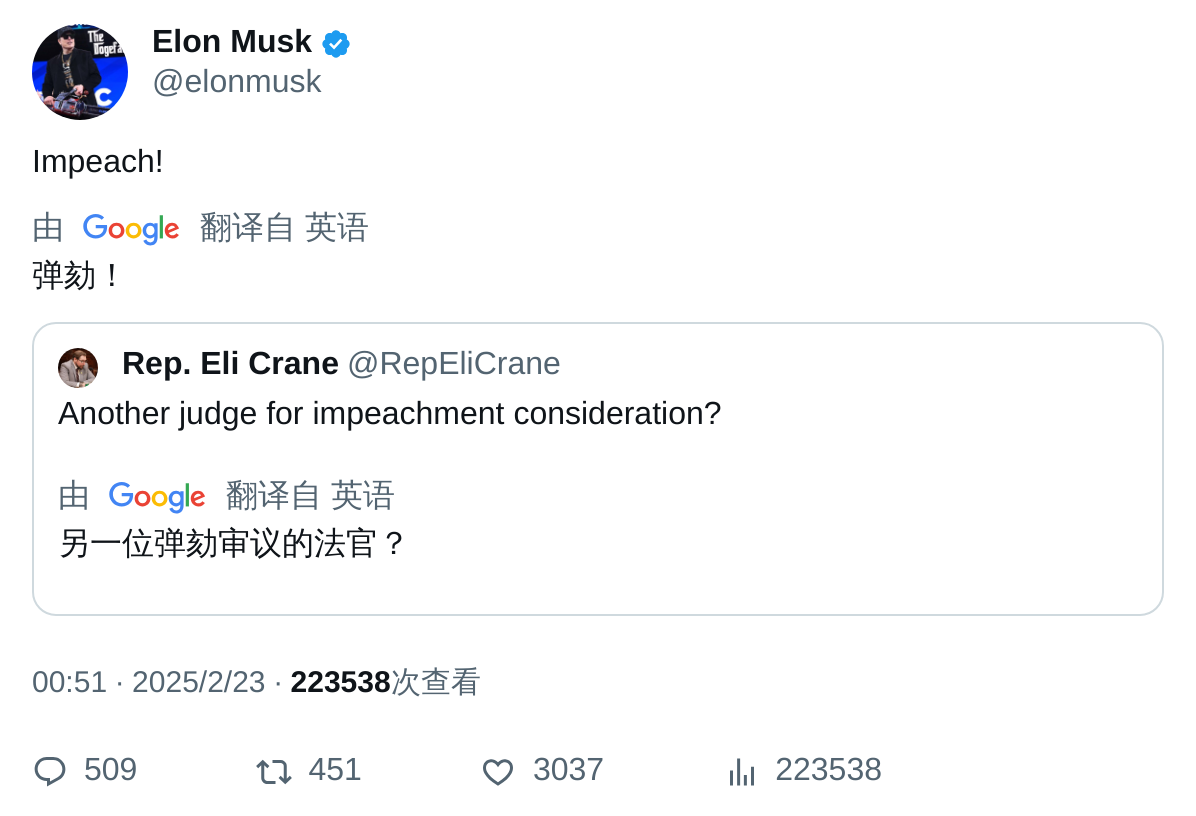 The
Dogefa
C
Elon Musk
@elonmusk
Impeach!
由 Google 翻译自 英语
弹劾！
Rep. Eli Crane @RepEliCrane
Another judge for impeachment consideration?
由 Google 翻译自 英语
另一位弹劾审议的法官？
00:51 · 2025/2/23 · 223538次查看
509 451 3037 223538